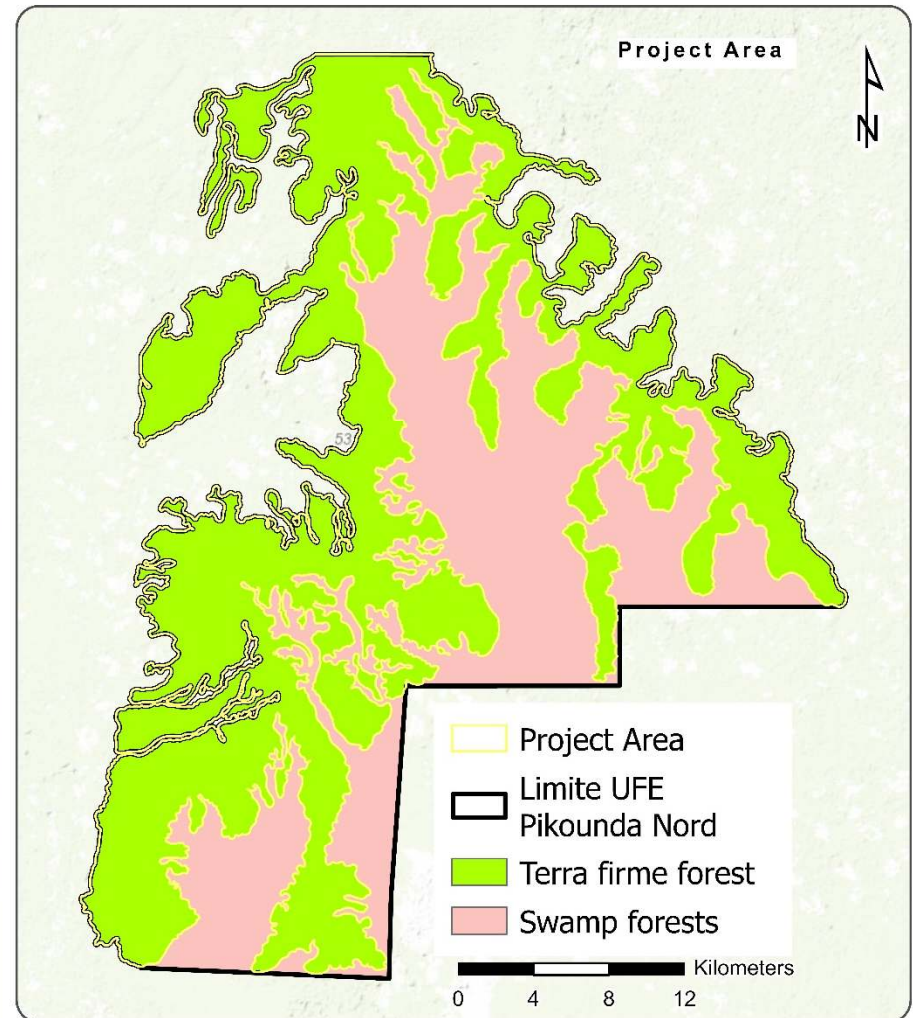 Project Area
N
53
Project Area
Limite UFE
Pikounda Nord
Terra firme forest
Swamp forests
Kilometers
0 4 8 12